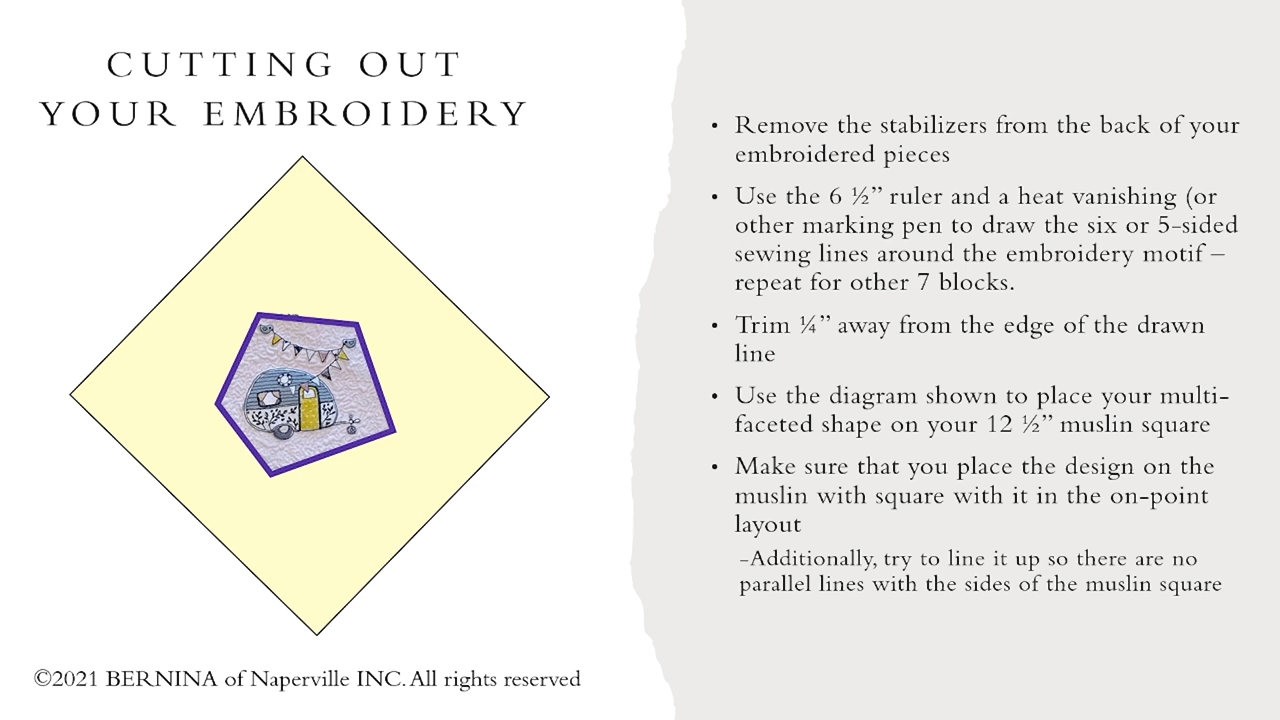 CUTTING OUT
YOUR EMBROIDERY
• Remove the stabilizers from the back of your
embroidered pieces
• Use the 6 ½” ruler and a heat vanishing (or
other marking pen to draw the six or 5-sided
sewing lines around the embroidery motif –
repeat for other 7 blocks.
• Trim ¼” away from the edge of the drawn
line
• Use the diagram shown to place your multi-
faceted shape on your 12 ½” muslin square
• Make sure that you place the design on the
muslin with square with it in the on-point
layout
-Additionally, try to line it up so there are no
parallel lines with the sides of the muslin square
©2021 BERNINA of Naperville INC. All rights reserved